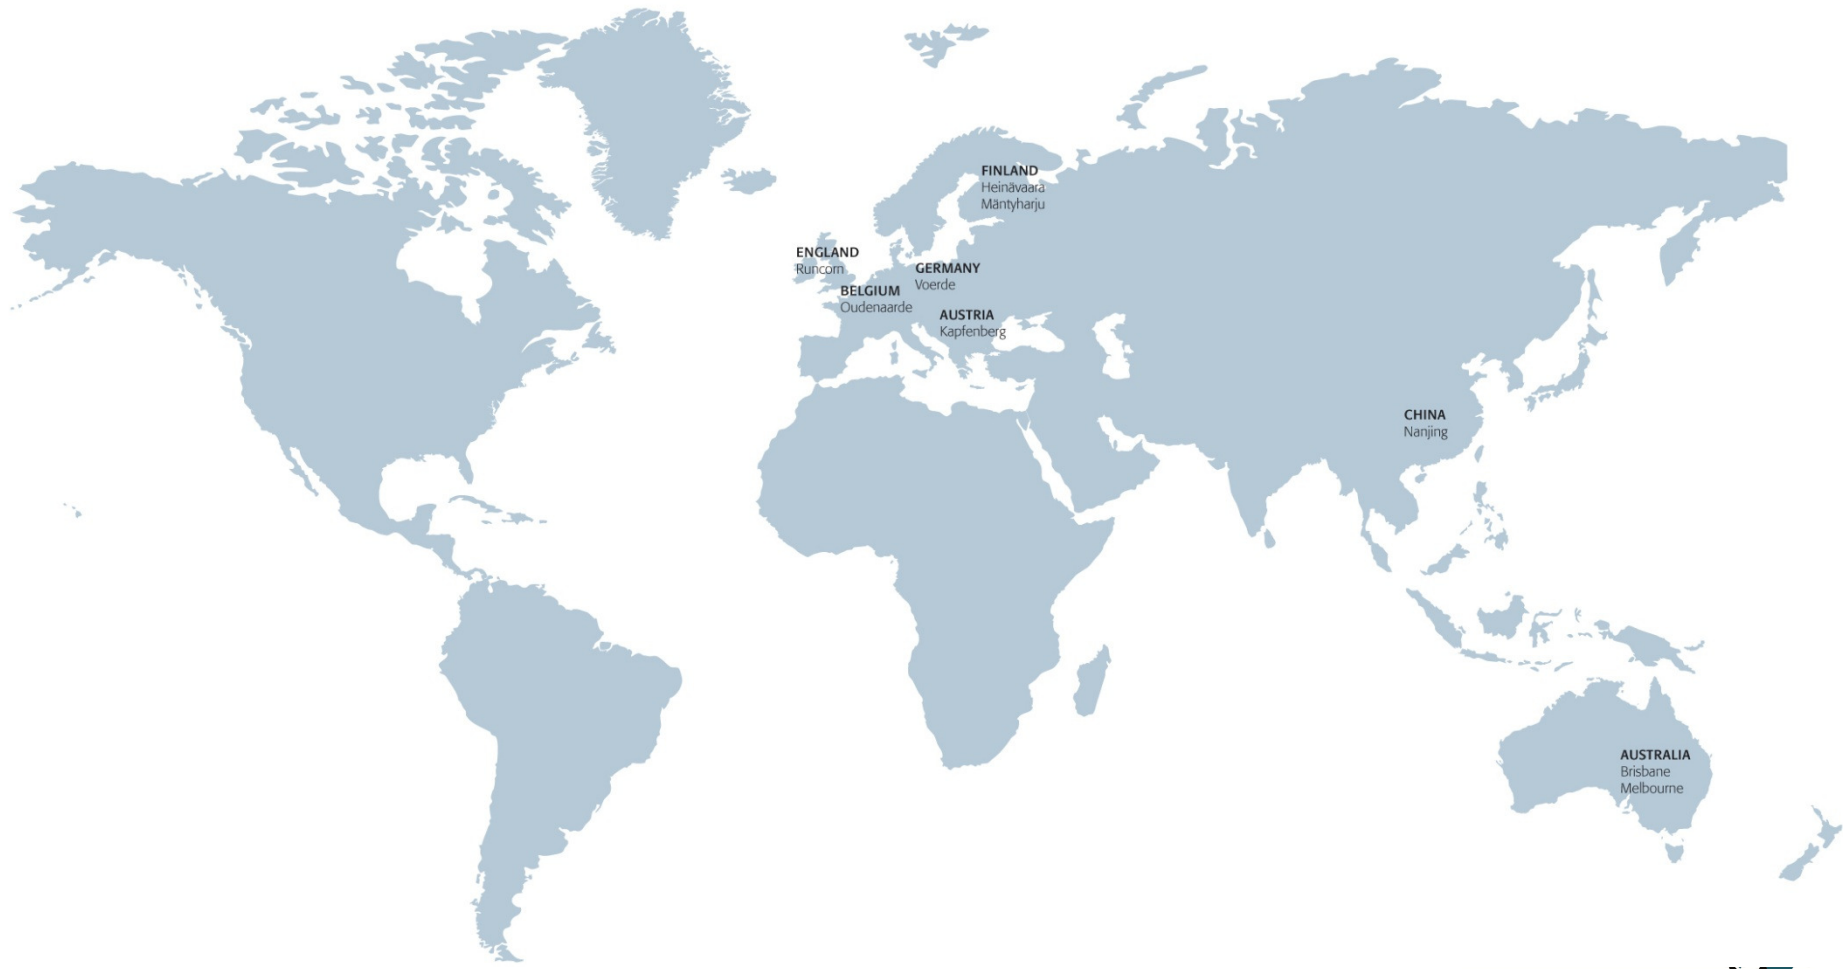 FINLAND
Heinävaara
Mäntyharju
ENGLAND
Runcorn
GERMANY
Voerde
BELGIUM
Oudenaarde
AUSTRIA
Kapfenberg
CHINA
Nanjing
AUSTRALIA
Brisbane
Melbourne